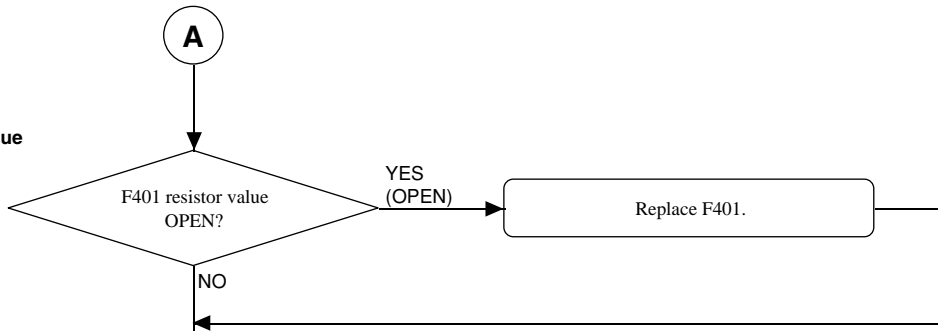 A
ue
F401 resistor value
OPEN?
YES
(OPEN)
Replace F401.
NO